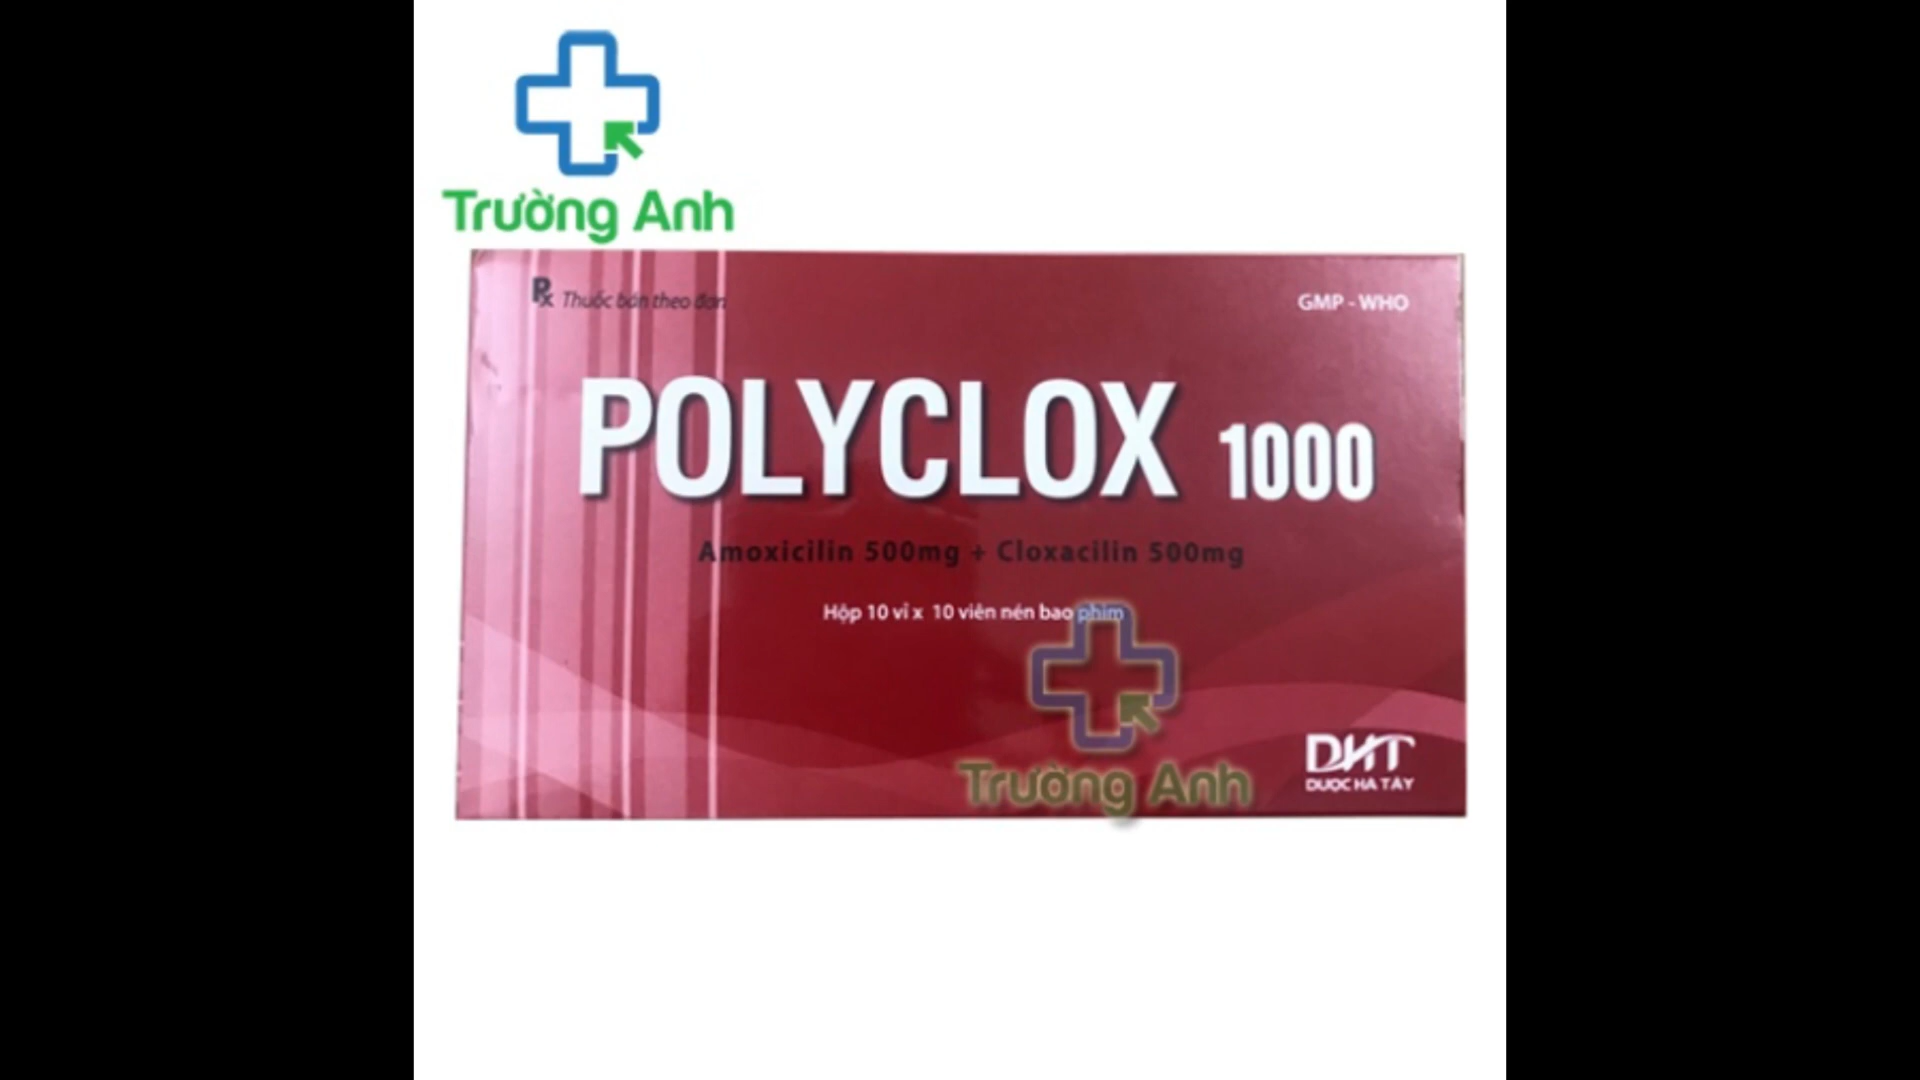 Trường Anh
Rx Thuốc bán theo đơn
GMP - WHO
POLYCLOX 1000
Amoxicilin 500mg + Cloxacilin 500mg
Hộp 10 vỉ x 10 viên nén bao phim
Trường Anh
DHT
DƯỢC HÀ TÂY